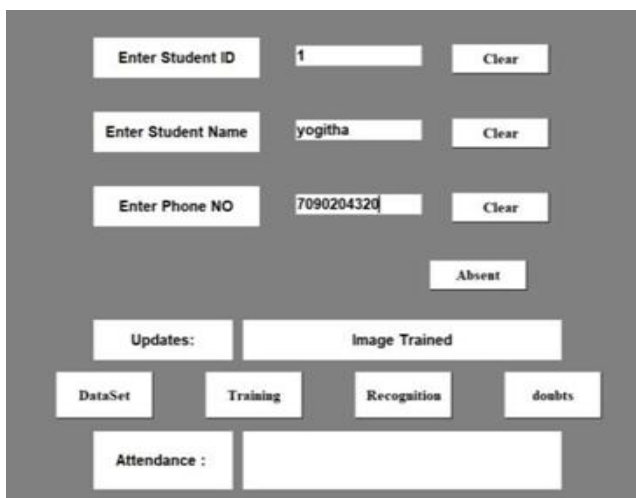 Enter Student ID 1 Clear
Enter Student Name yogitha Clear
Enter Phone NO 7090204320 Clear
Absent
Updates: Image Trained
DataSet Training Recognition doubts
Attendance :